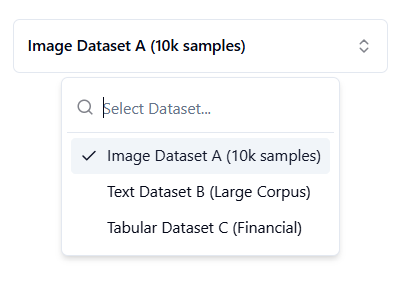 Image Dataset A (10k samples)
Select Dataset...
Image Dataset A (10k samples)
Text Dataset B (Large Corpus)
Tabular Dataset C (Financial)